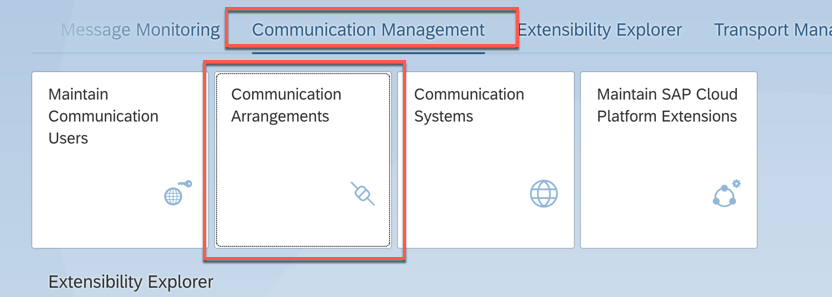 Message Monitoring Communication Management Extensibility Explorer Transport Mana
Maintain
Communication
Users
Communication
Arrangements
Communication
Systems
Maintain SAP Cloud
Platform Extensions
Extensibility Explorer